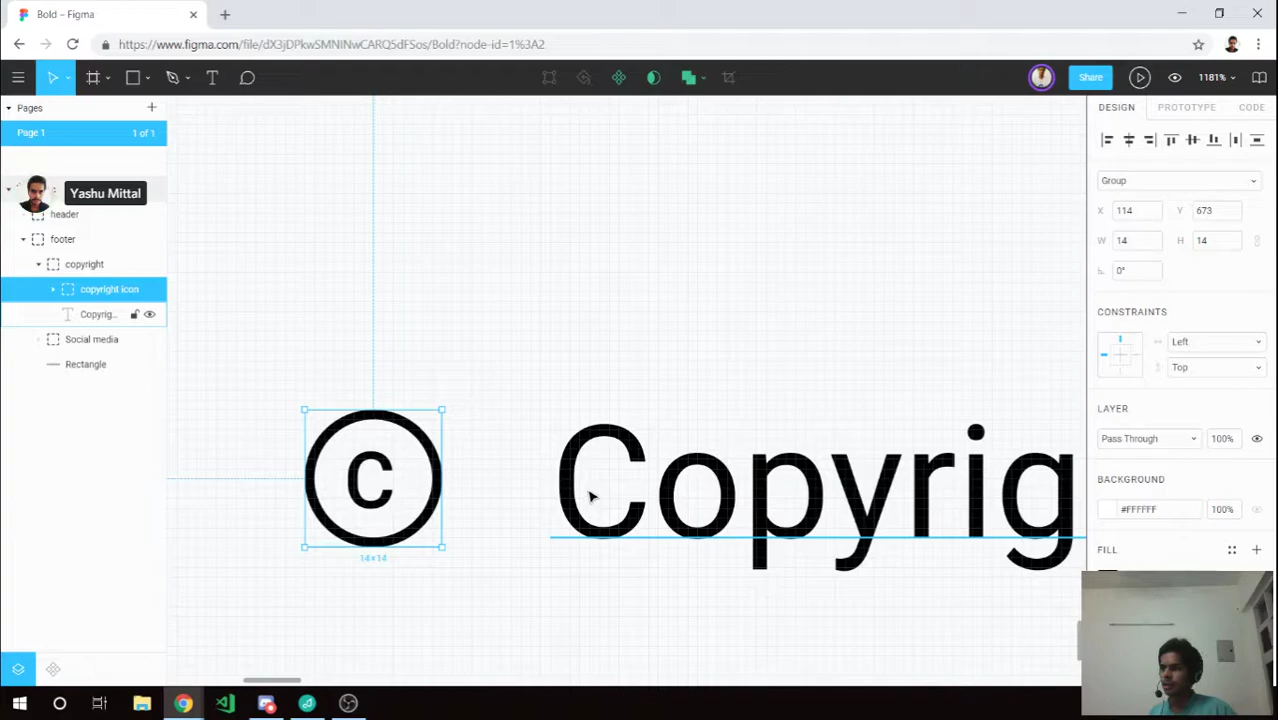 Bold – Figma
https://www.figma.com/file/dX3jDPkwSMNINwCARQ5dFSos/Bold?node-id=1%3A2
Share
1181%
Pages
Page 1
1 of 1
Yashu Mittal
header
footer
copyright
copyright icon
Copyrig...
Social media
Rectangle
©
Copyrig
14×14
DESIGN
PROTOTYPE
CODE
Group
X 114
Y 673
W 14
H 14
0°
CONSTRAINTS
Left
Top
LAYER
Pass Through
100%
BACKGROUND
#FFFFFF
100%
FILL